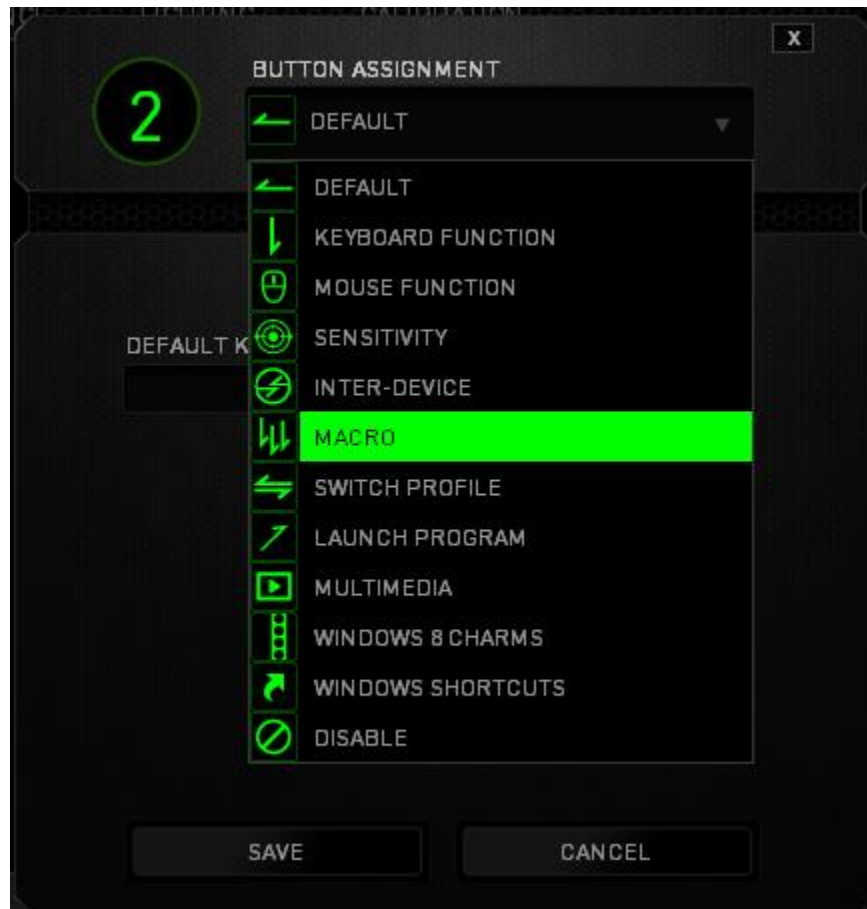 X
BUTTON ASSIGNMENT
2
DEFAULT
DEFAULT
KEYBOARD FUNCTION
MOUSE FUNCTION
SENSITIVITY
DEFAULT K
INTER-DEVICE
MACRO
SWITCH PROFILE
LAUNCH PROGRAM
MULTIMEDIA
WINDOWS 8 CHARMS
WINDOWS SHORTCUTS
DISABLE
SAVE
CANCEL